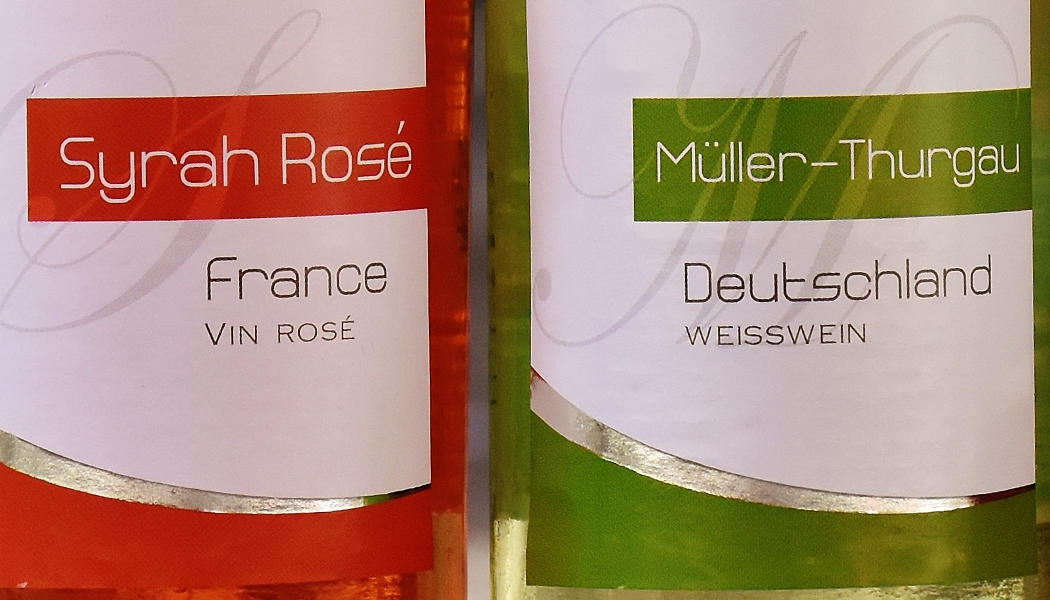 Syrah Rosé
France
VIN ROSÉ
Müller-Thurgau
Deutschland
WEISSWEIN